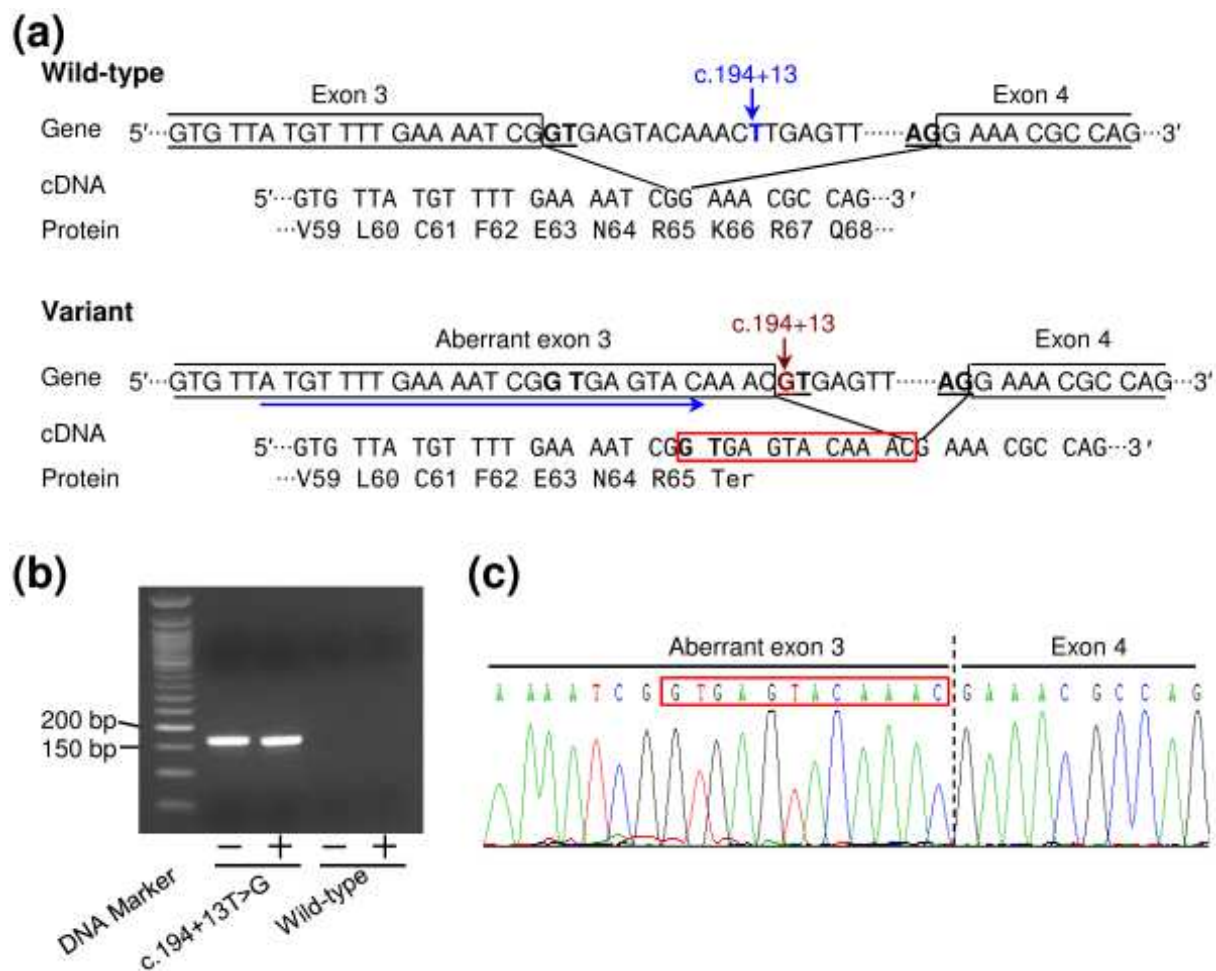 (a)
Wild-type
c.194+13
Exon 3
Exon 4
Gene 5′···GTG TTA TGT TTT GAA AAT CGGTGAGTACAAACTTGAGTT·····AGG AAA CGC CAG···3′
cDNA 5′···GTG TTA TGT TTT GAA AAT CGG AAA CGC CAG···3′
Protein ···V59 L60 C61 F62 E63 N64 R65 K66 R67 Q68···
Variant
c.194+13
Aberrant exon 3
Exon 4
Gene 5′···GTG TTA TGT TTT GAA AAT CGG TGA GTA CAA ACGTGAGTT······AGG AAA CGC CAG···3′
cDNA 5′···GTG TTA TGT TTT GAA AAT CGG TGA GTA CAA ACG AAA CGC CAG···3′
Protein ···V59 L60 C61 F62 E63 N64 R65 Ter
(b)
200 bp
150 bp
− + − +
DNA Marker
c.194+13T>G
Wild-type
(c)
Aberrant exon 3
Exon 4
A A A A T C G G T G A G T A C A A A C G A A A C G C C A G